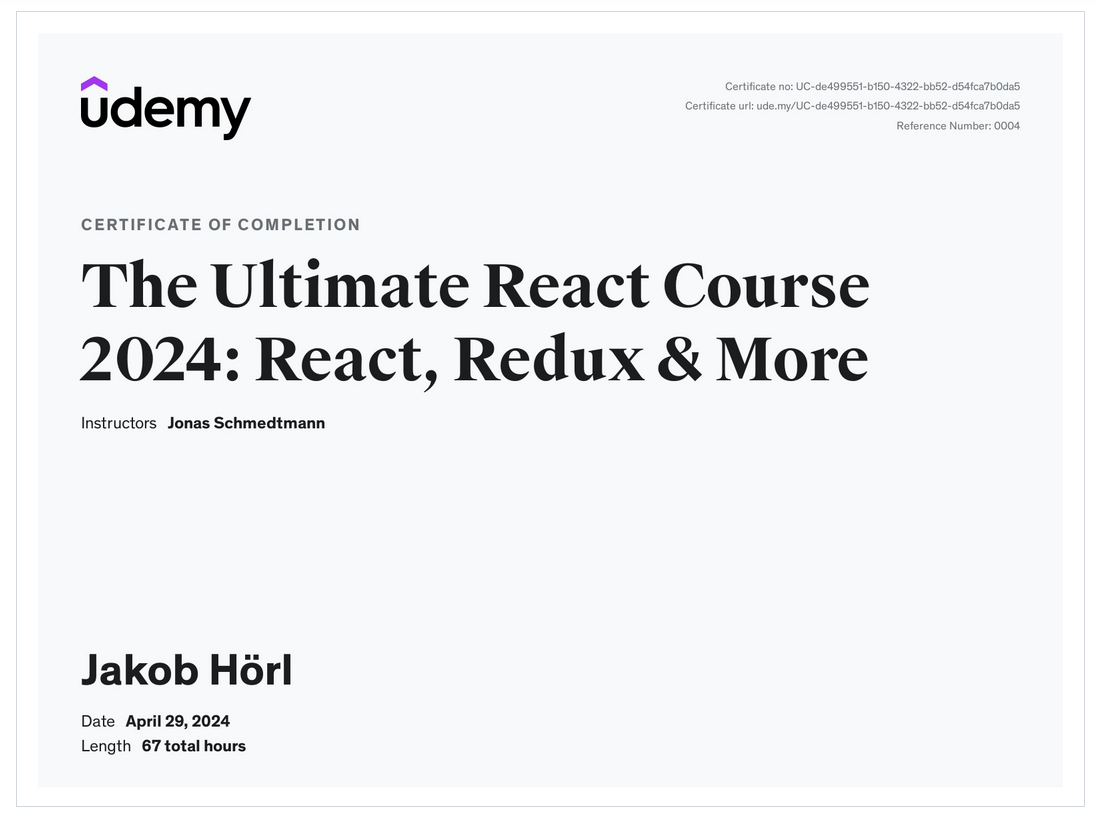 udemy
Certificate no: UC-de499551-b150-4322-bb52-d54fca7b0da5
Certificate url: ude.my/UC-de499551-b150-4322-bb52-d54fca7b0da5
Reference Number: 0004
CERTIFICATE OF COMPLETION
The Ultimate React Course
2024: React, Redux & More
Instructors Jonas Schmedtmann
Jakob Hörl
Date April 29, 2024
Length 67 total hours